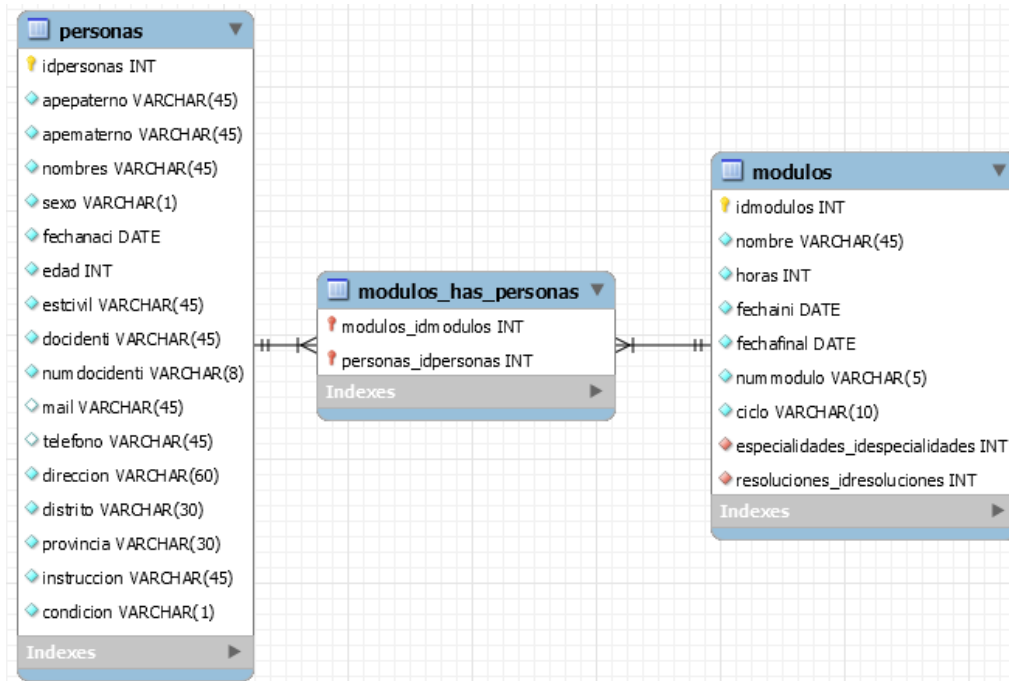 personas
idpersonas INT
apepaterno VARCHAR(45)
apematerno VARCHAR(45)
nombres VARCHAR(45)
sexo VARCHAR(1)
fechanaci DATE
edad INT
estcivil VARCHAR(45)
docidenti VARCHAR(45)
numdocidenti VARCHAR(8)
mail VARCHAR(45)
telefono VARCHAR(45)
direccion VARCHAR(60)
distrito VARCHAR(30)
provincia VARCHAR(30)
instruccion VARCHAR(45)
condicion VARCHAR(1)
Indexes
modulos_has_personas
modulos_idmodulos INT
personas_idpersonas INT
Indexes
modulos
idmodulos INT
nombre VARCHAR(45)
horas INT
fechaini DATE
fechafinal DATE
nummodulo VARCHAR(5)
ciclo VARCHAR(10)
especialidades_idespecialidades INT
resoluciones_idresoluciones INT
Indexes